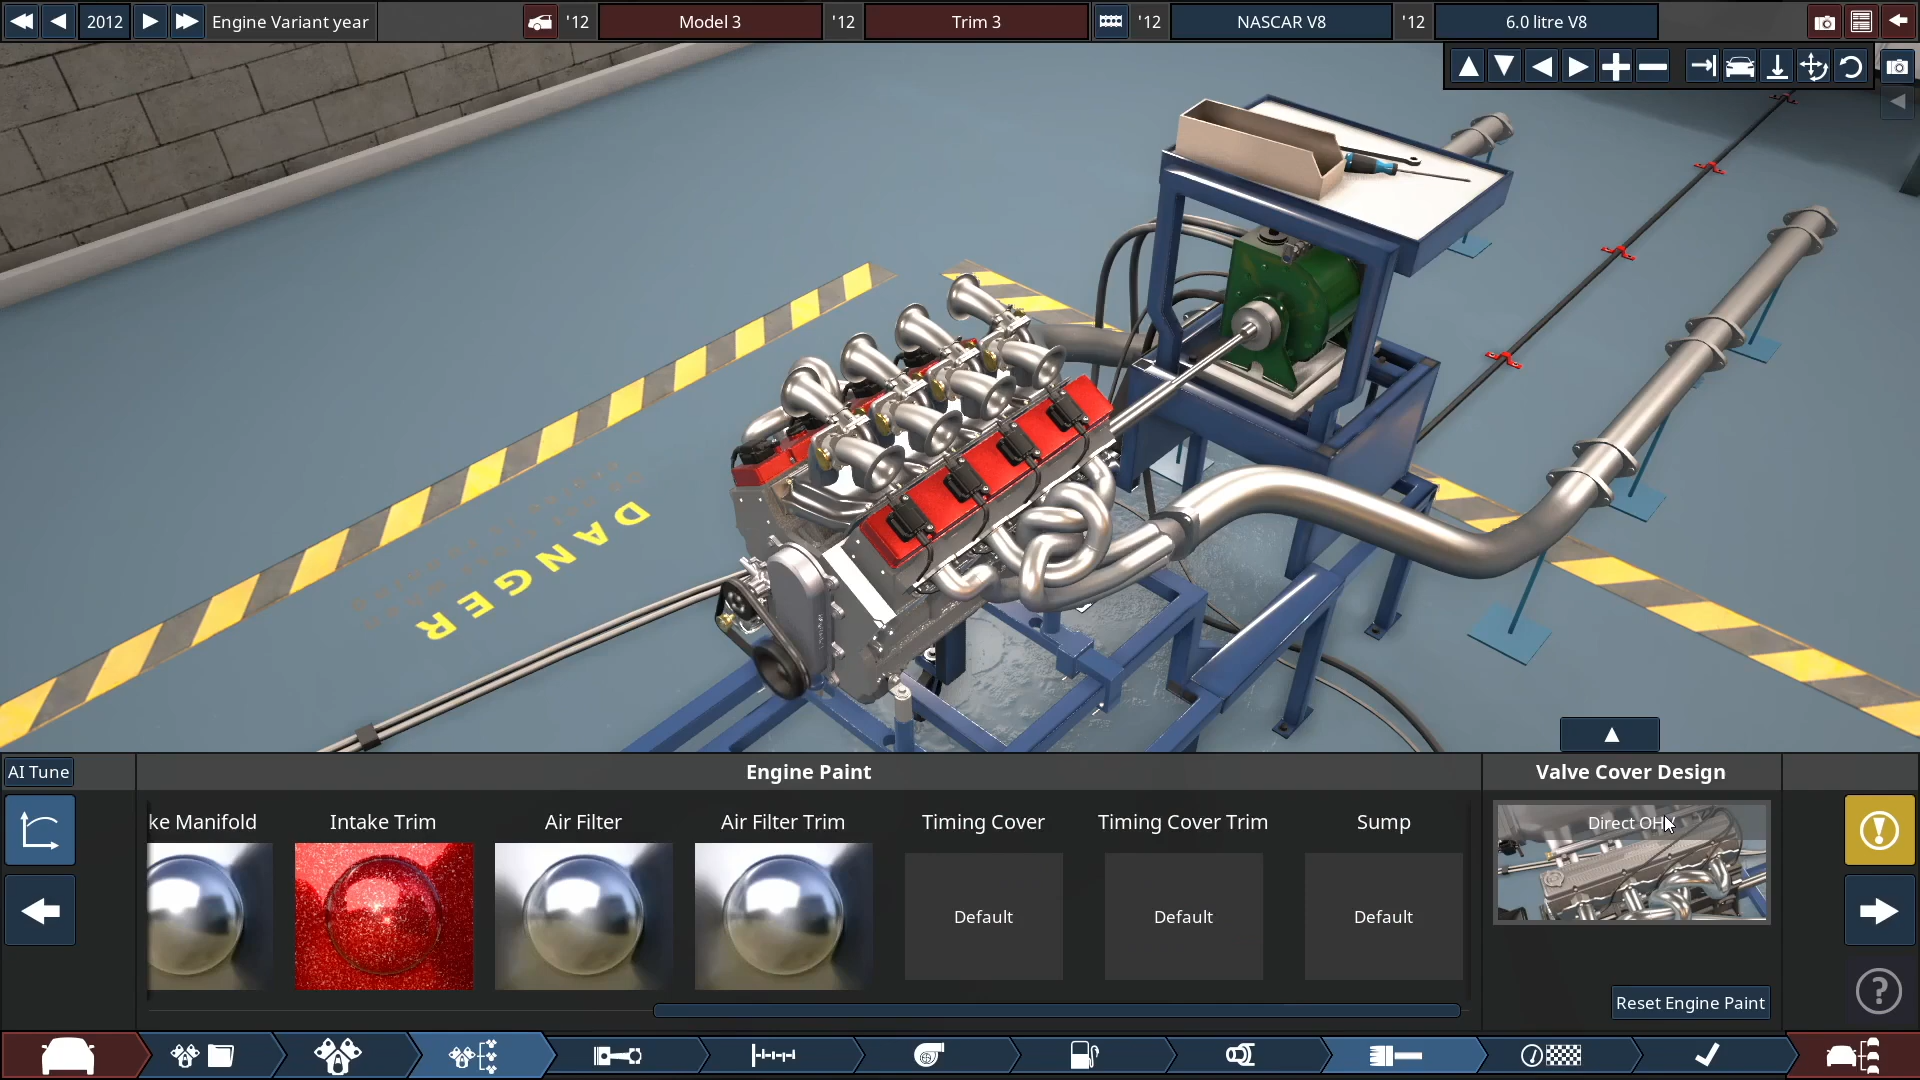 2012
Engine Variant year
'12
Model 3
'12
Trim 3
'12
NASCAR V8
'12
6.0 litre V8
DANGER
AI Tune
Engine Paint
Valve Cover Design
ke Manifold
Intake Trim
Air Filter
Air Filter Trim
Timing Cover
Timing Cover Trim
Sump
Default
Default
Default
Reset Engine Paint